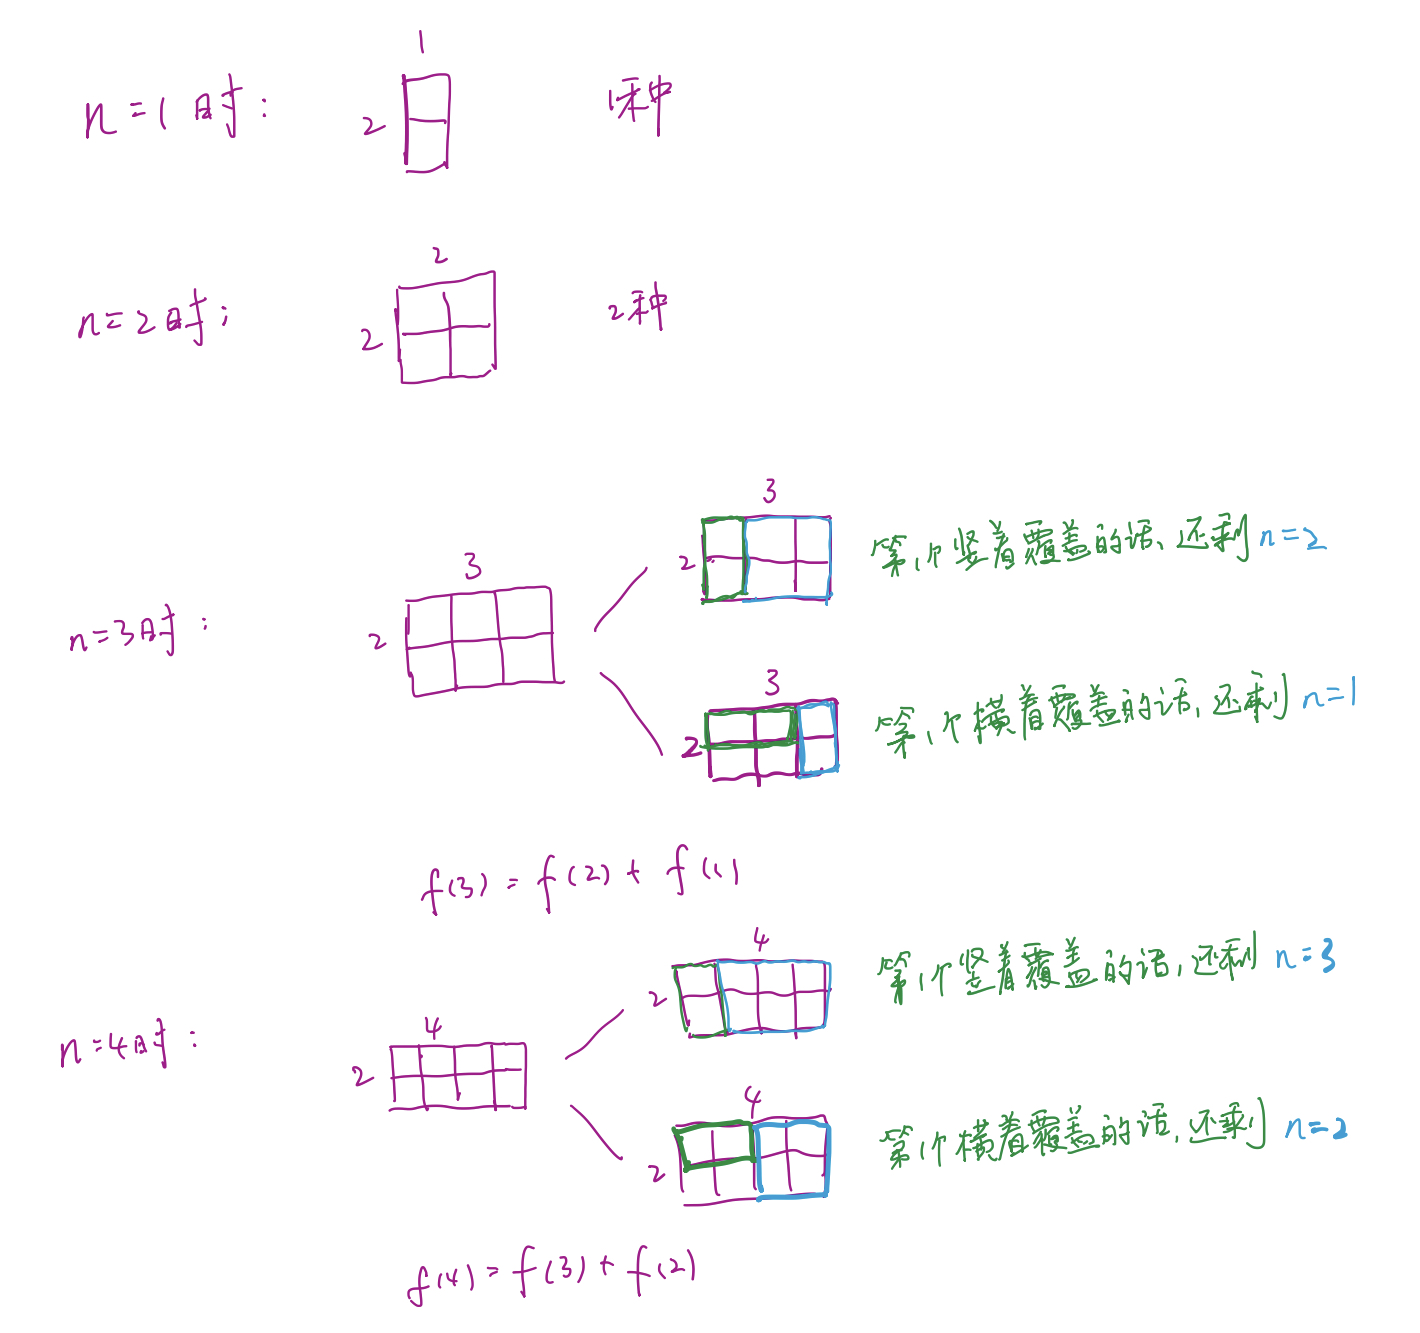 1
n=1时: 2 1种
2
n=2时; 2 2种
3
2 第1个竖着覆盖的话、还剩n=2
3
n=3时: 2
3
2 第1个横着覆盖的话,还剩n=1
f(3)=f(2)+f(1)
4
2 第1个竖着覆盖的话,还剩n=3
4
n=4时: 2
4
2 第1个横着覆盖的话,还剩n=2
f(4)=f(3)+f(2)